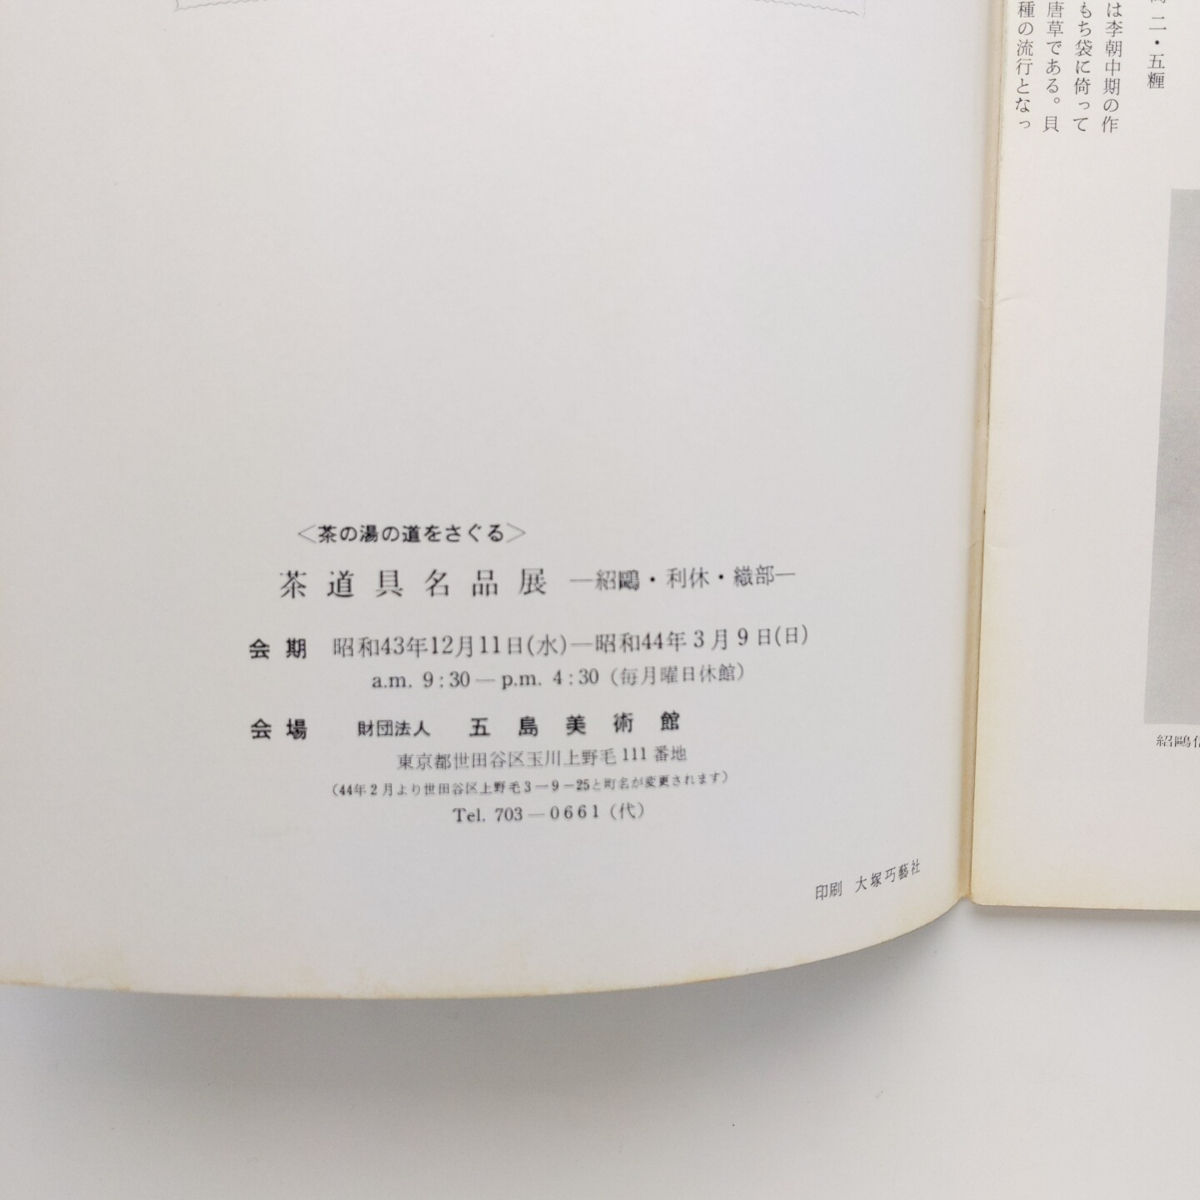 ＜茶の湯の道をさぐる＞
茶道具名品展 ―紹鷗・利休・織部―
会期 昭和43年12月11日(水)―昭和44年3月9日(日)
a.m. 9:30 ― p.m. 4:30 (毎月曜日休館)
会場 財団法人 五島美術館
東京都世田谷区玉川上野毛111番地
(44年2月より世田谷区上野毛3－9－25と町名が変更されます)
Tel. 703―0661 (代)
印刷 大塚巧藝社
二・五糎
は李朝中期の作
もち袋に倚って
唐草である。貝
種の流行となっ
紹鷗